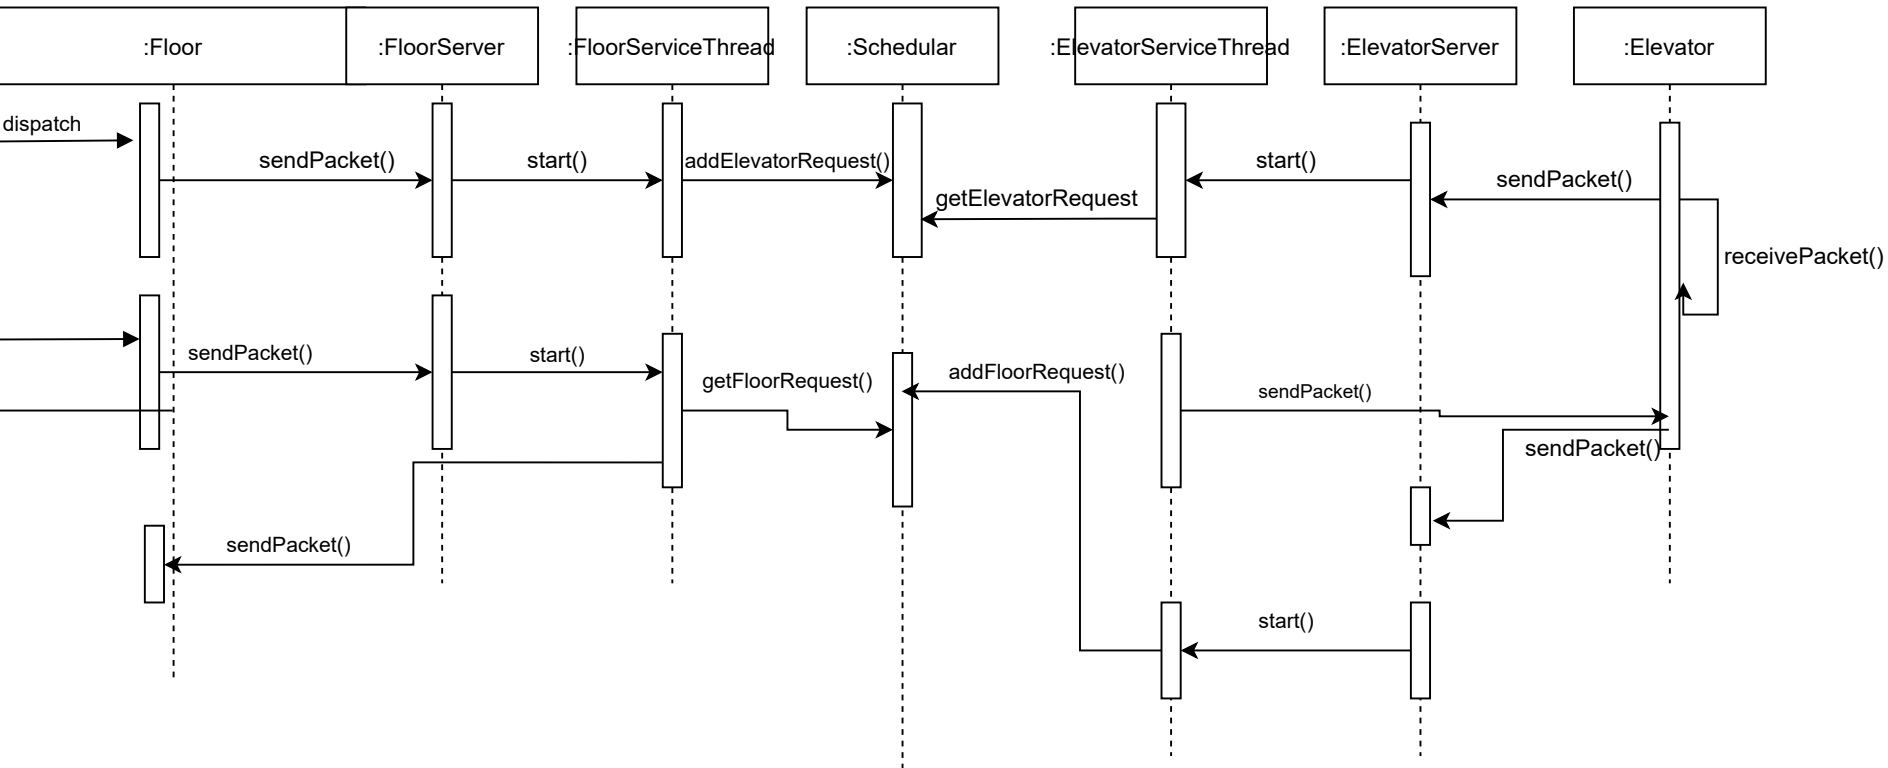 :Floor
:FloorServer
:FloorServiceThread
:Schedular
:ElevatorServiceThread
:ElevatorServer
:Elevator
dispatch
sendPacket()
start()
addElevatorRequest()
start()
sendPacket()
getElevatorRequest
receivePacket()
sendPacket()
start()
getFloorRequest()
addFloorRequest()
sendPacket()
sendPacket()
sendPacket()
start()